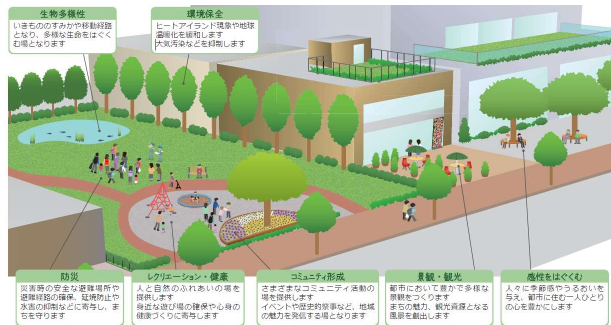 生物多様性
いきもののすみかや移動経路
となり、多様な生命をはぐく
む場となります
環境保全
ヒートアイランド現象や地球
温暖化を緩和します
大気汚染などを抑制します
防災
災害時の安全な避難場所や
避難経路の確保、延焼防止や
水害の抑制などに寄与し、ま
ちを守ります
レクリエーション・健康
人と自然のふれあいの場を
提供します
身近な遊び場の確保や心身の
健康づくりに寄与します
コミュニティ形成
さまざまなコミュニティ活動の
場を提供します
イベントや歴史的祭事など、地域
の魅力を発信する場となります
景観・観光
都市において豊かで多様な
景観をつくります
まちの魅力、観光資源となる
風景を創出します
感性をはぐくむ
人々に季節感やうるおいを
与え、都市に住む一人ひとり
の心を豊かにします